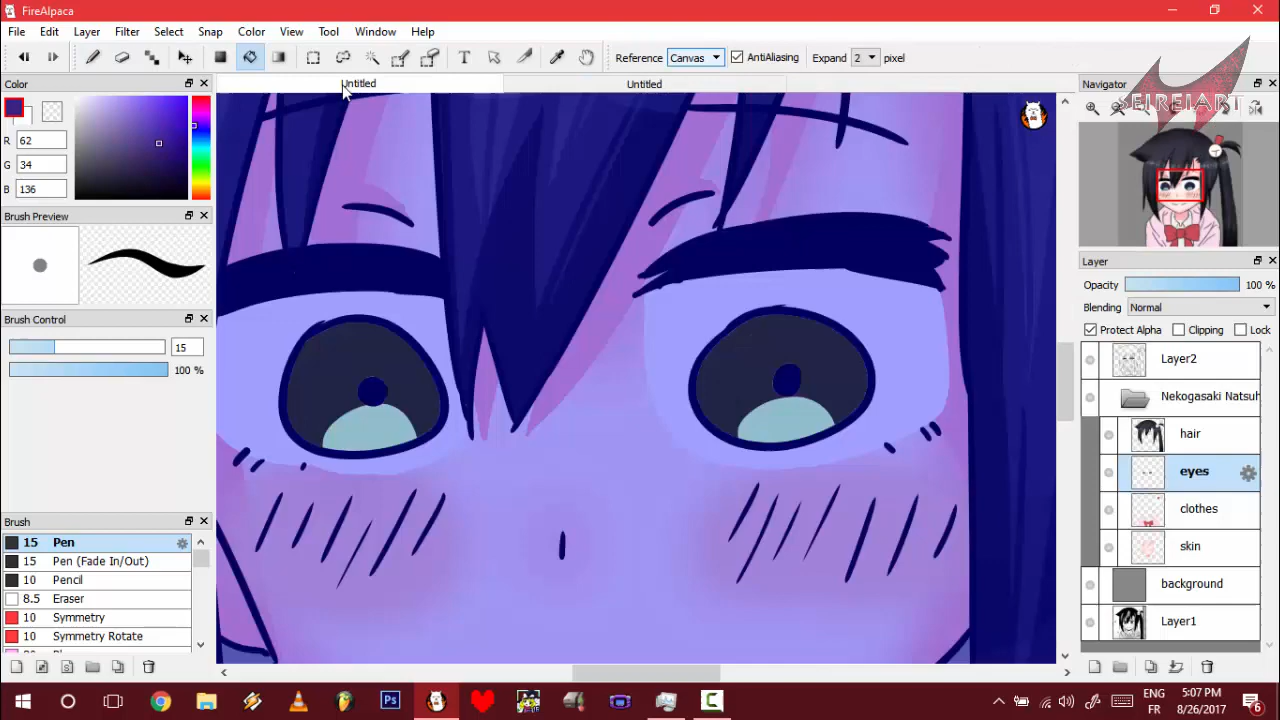 FireAlpaca
File Edit Layer Filter Select Snap Color View Tool Window Help
Reference Canvas AntiAliasing Expand 2 pixel
Color Untitled Untitled Navigator
SEIREIART
R 62
G 34
B 136
Brush Preview
Layer
Opacity 100 %
Blending Normal
Brush Control
Protect Alpha Clipping Lock
15
100 %
Layer2
Nekogasaki Natsuh
hair
eyes
clothes
skin
background
Layer1
Brush
15 Pen
15 Pen (Fade In/Out)
10 Pencil
8.5 Eraser
10 Symmetry
10 Symmetry Rotate
Ps
ENG 5:07 PM
FR 8/26/2017
6